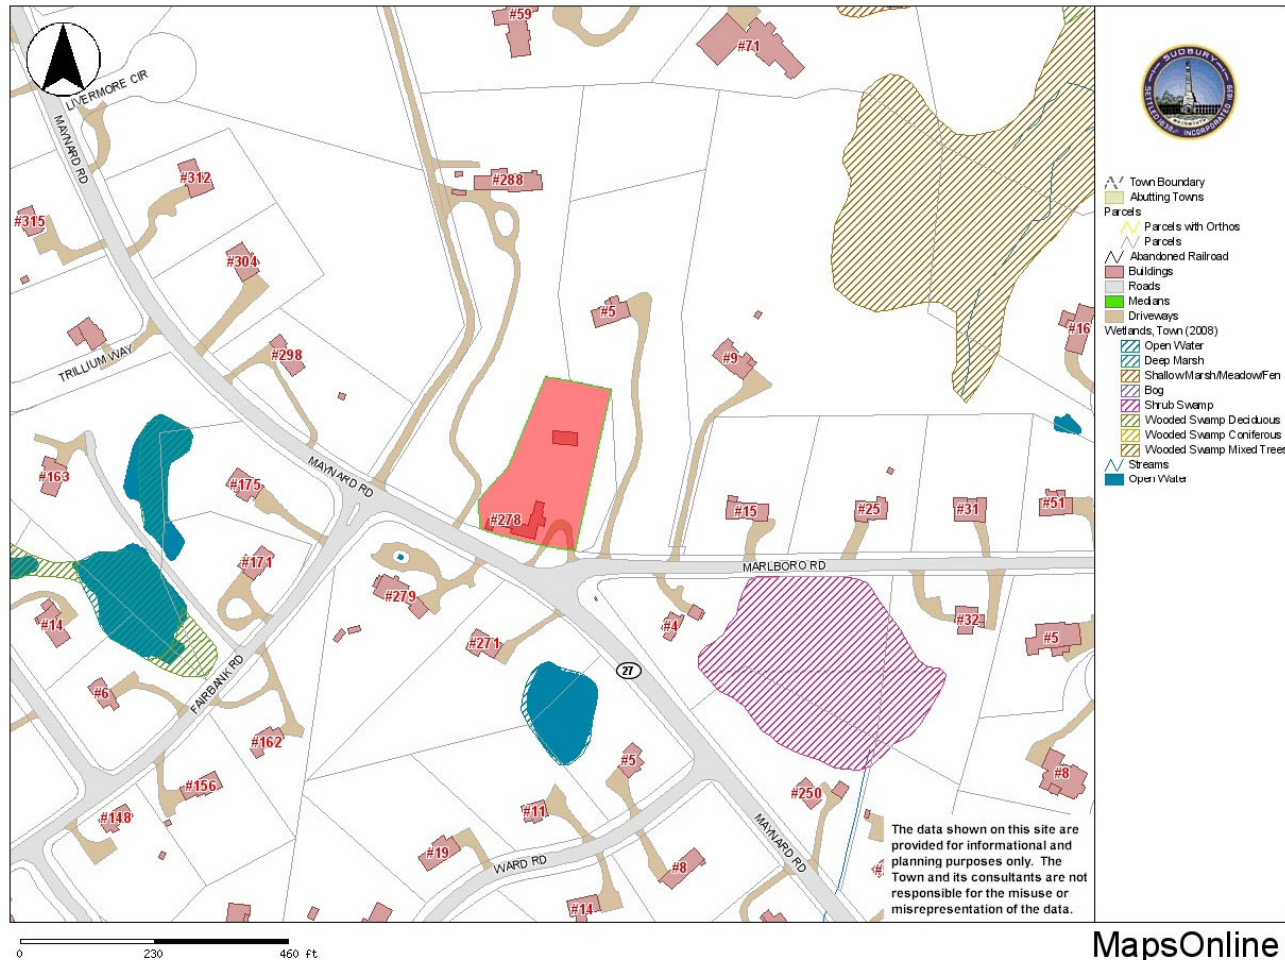 #59
#71
LIVERMORE CIR
MAYNARD RD
#312
#288
#315
#304
#5
#16
#298
#9
TRILLIUM WAY
MAYNARD RD
#163
#175
#278
#15
#25
#31
#51
#171
MARLBORO RD
#279
#14
#4
#32
#5
#271
27
FAIRBANK RD
#6
#162
#5
#8
#156
#250
#148
#11
MAYNARD RD
#19
WARD RD
#8
#14
SUDBURY
SETTLED 1638
INCORPORATED 1639
Town Boundary
Abutting Towns
Parcels
Parcels with Orthos
Parcels
Abandoned Railroad
Buildings
Roads
Medians
Driveways
Wetlands, Town (2008)
Open Water
Deep Marsh
Shallow Marsh/Meadow/Fen
Bog
Shrub Swamp
Wooded Swamp Deciduous
Wooded Swamp Coniferous
Wooded Swamp Mixed Trees
Streams
Open Water
The data shown on this site are
provided for informational and
planning purposes only. The
Town and its consultants are not
responsible for the misuse or
misrepresentation of the data.
0 230 460 ft
MapsOnline